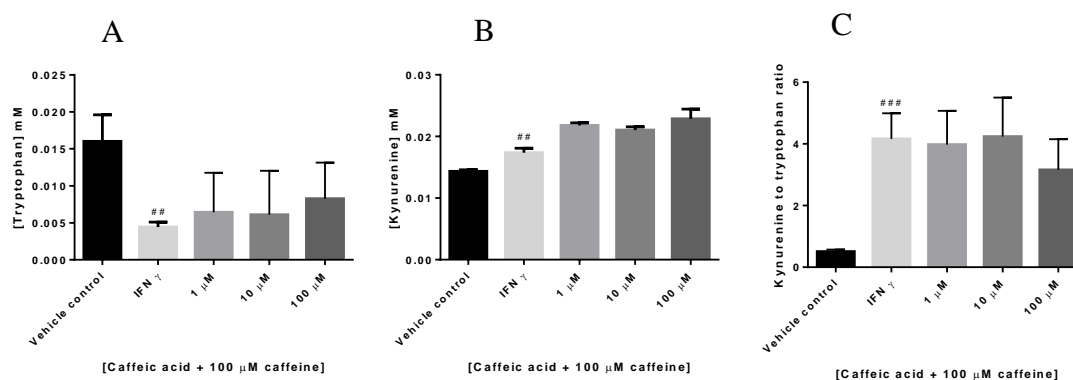 A
[Tryptophan] mM
0.025
0.020
0.015
0.010
0.005
0.000
##
Vehicle control
IFN γ
1 μM
10 μM
100 μM
[Caffeic acid + 100 μM caffeine]
B
[Kynurenine] mM
0.03
0.02
0.01
0.00
##
Vehicle control
IFN γ
1 μM
10 μM
100 μM
[Caffeic acid + 100 μM caffeine]
C
Kynurenine to tryptophan ratio
6
4
2
0
###
Vehicle control
IFN γ
1 μM
10 μM
100 μM
[Caffeic acid + 100 μM caffeine]